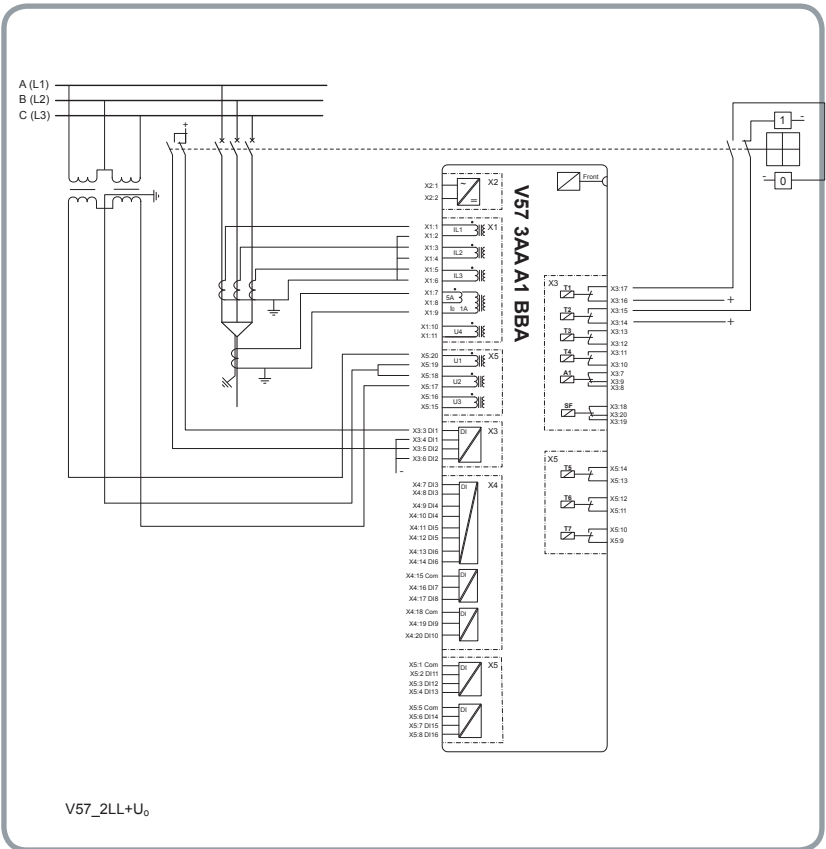 A (L1)
B (L2)
C (L3)
+
1
-
-
0
X2:1
X2:2
X2
~
=
Front
V57 3AA A1 BBA
X1:1
X1:2
X1:3
X1:4
X1:5
X1:6
X1:7
X1:8
X1:9
X1:10
X1:11
X1
IL1
IL2
IL3
5A
I0 1A
U4
X5:20
X5:19
X5:18
X5:17
X5:16
X5:15
X5
U1
U2
U3
X3:3 DI1
X3:4 DI1
X3:5 DI2
X3:6 DI2
-
DI
X3
X4:7 DI3
X4:8 DI3
X4:9 DI4
X4:10 DI4
X4:11 DI5
X4:12 DI5
X4:13 DI6
X4:14 DI6
DI
X4
X4:15 Com
X4:16 DI7
X4:17 DI8
DI
X4:18 Com
X4:19 DI9
X4:20 DI10
DI
X5:1 Com
X5:2 DI11
X5:3 DI12
X5:4 DI13
DI
X5
X5:5 Com
X5:6 DI14
X5:7 DI15
X5:8 DI16
DI
X3
T1
X3:17
X3:16
+
T2
X3:15
X3:14
+
T3
X3:13
X3:12
T4
X3:11
X3:10
A1
X3:7
X3:9
X3:8
SF
X3:18
X3:20
X3:19
X5
T5
X5:14
X5:13
T6
X5:12
X5:11
T7
X5:10
X5:9
V57_2LL+U₀